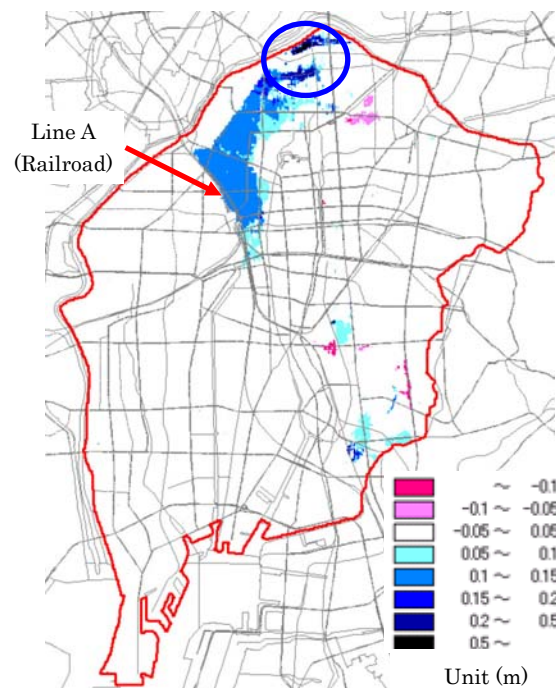 Line A
(Railroad)
～ -0.1
-0.1 ～ -0.05
-0.05 ～ 0.05
0.05 ～ 0.1
0.1 ～ 0.15
0.15 ～ 0.2
0.2 ～ 0.5
0.5 ～
Unit (m)